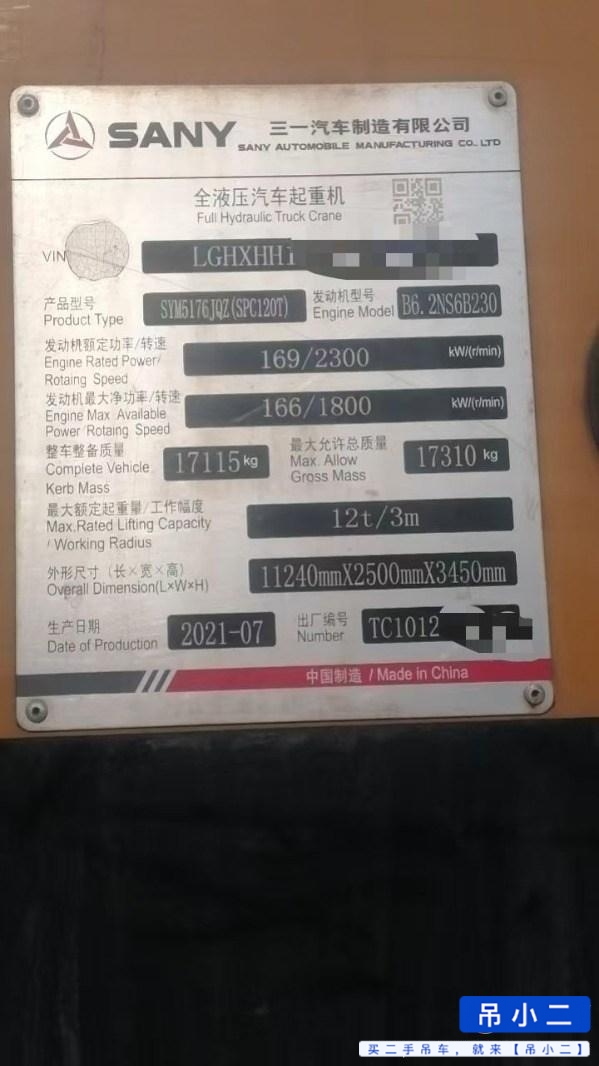 SANY 三一汽车制造有限公司
SANY AUTOMOBILE MANUFACTURING CO., LTD
全液压汽车起重机
Full Hydraulic Truck Crane
VIN LGHXHH1
产品型号 SYM5176JQZ(SPC120T) 发动机型号 B6.2NS6B230
Product Type Engine Model
发动机额定功率/转速 169/2300 kW/(r/min)
Engine Rated Power/
Rotaing Speed
发动机最大净功率/转速 166/1800 kW/(r/min)
Engine Max Available
Power/Rotaing Speed
整车整备质量 17115 kg 最大允许总质量 17310 kg
Complete Vehicle Max. Allow
Kerb Mass Gross Mass
最大额定起重量/工作幅度 12t/3m
Max.Rated Lifting Capacity
/ Working Radius
外形尺寸(长×宽×高) 11240mmX2500mmX3450mm
Overall Dimension(L×W×H)
生产日期 2021-07 出厂编号 TC1012
Date of Production Number
中国制造 / Made in China
吊小二
买二手吊车，就来【吊小二】